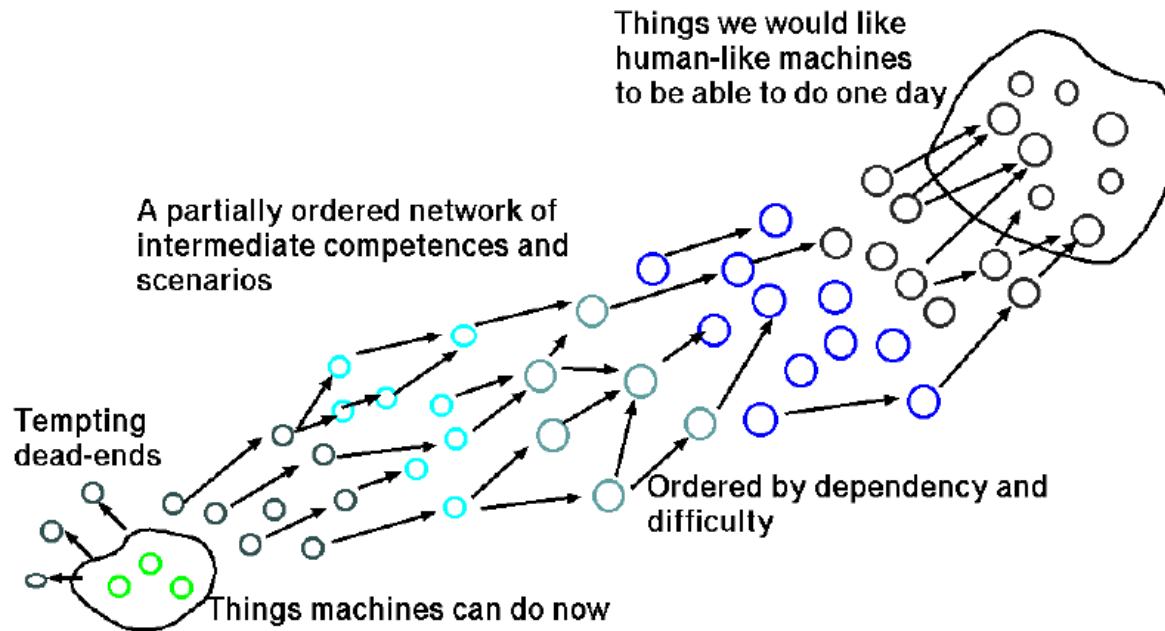 Things we would like
human-like machines
to be able to do one day
A partially ordered network of
intermediate competences and
scenarios
Tempting
dead-ends
Ordered by dependency and
difficulty
Things machines can do now